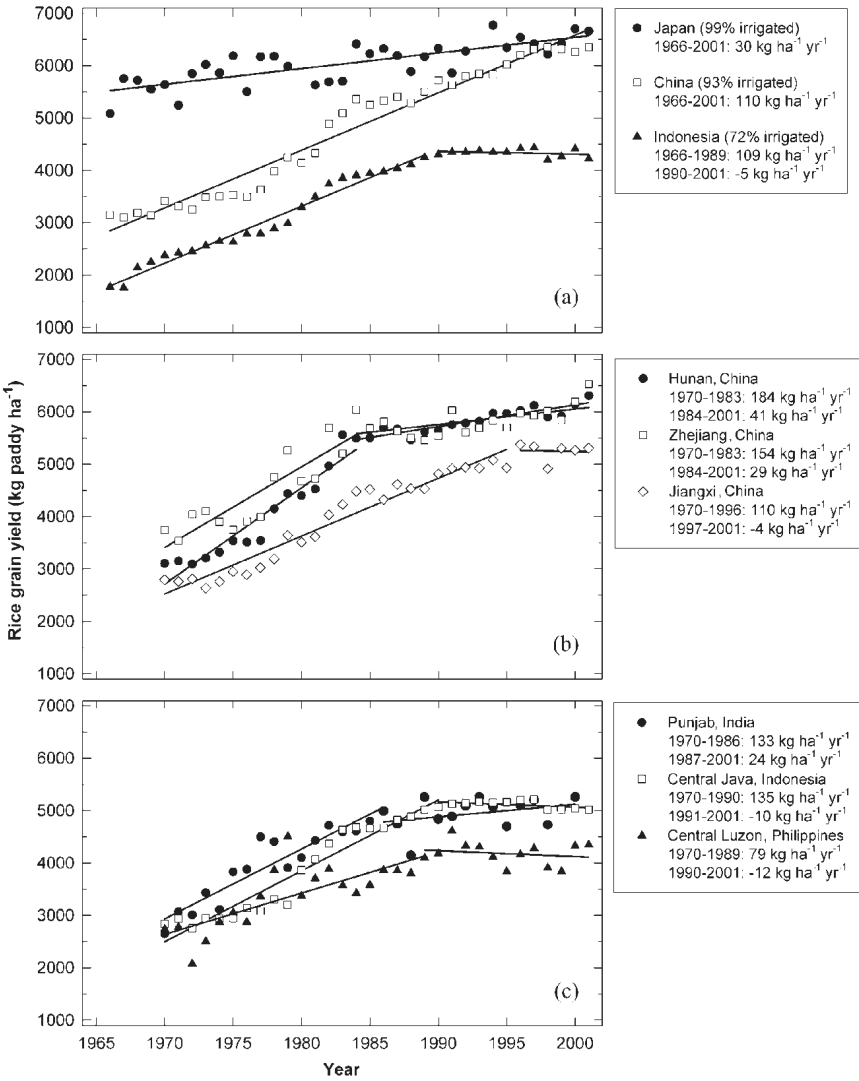 7000
6000
5000
4000
3000
2000
1000
(a)
● Japan (99% irrigated)
1966-2001: 30 kg ha⁻¹ yr⁻¹
□ China (93% irrigated)
1966-2001: 110 kg ha⁻¹ yr⁻¹
▲ Indonesia (72% irrigated)
1966-1989: 109 kg ha⁻¹ yr⁻¹
1990-2001: -5 kg ha⁻¹ yr⁻¹
Rice grain yield (kg paddy ha⁻¹)
7000
6000
5000
4000
3000
2000
1000
(b)
● Hunan, China
1970-1983: 184 kg ha⁻¹ yr⁻¹
1984-2001: 41 kg ha⁻¹ yr⁻¹
□ Zhejiang, China
1970-1983: 154 kg ha⁻¹ yr⁻¹
1984-2001: 29 kg ha⁻¹ yr⁻¹
◇ Jiangxi, China
1970-1996: 110 kg ha⁻¹ yr⁻¹
1997-2001: -4 kg ha⁻¹ yr⁻¹
7000
6000
5000
4000
3000
2000
1000
(c)
● Punjab, India
1970-1986: 133 kg ha⁻¹ yr⁻¹
1987-2001: 24 kg ha⁻¹ yr⁻¹
□ Central Java, Indonesia
1970-1990: 135 kg ha⁻¹ yr⁻¹
1991-2001: -10 kg ha⁻¹ yr⁻¹
▲ Central Luzon, Philippines
1970-1989: 79 kg ha⁻¹ yr⁻¹
1990-2001: -12 kg ha⁻¹ yr⁻¹
1965 1970 1975 1980 1985 1990 1995 2000
Year